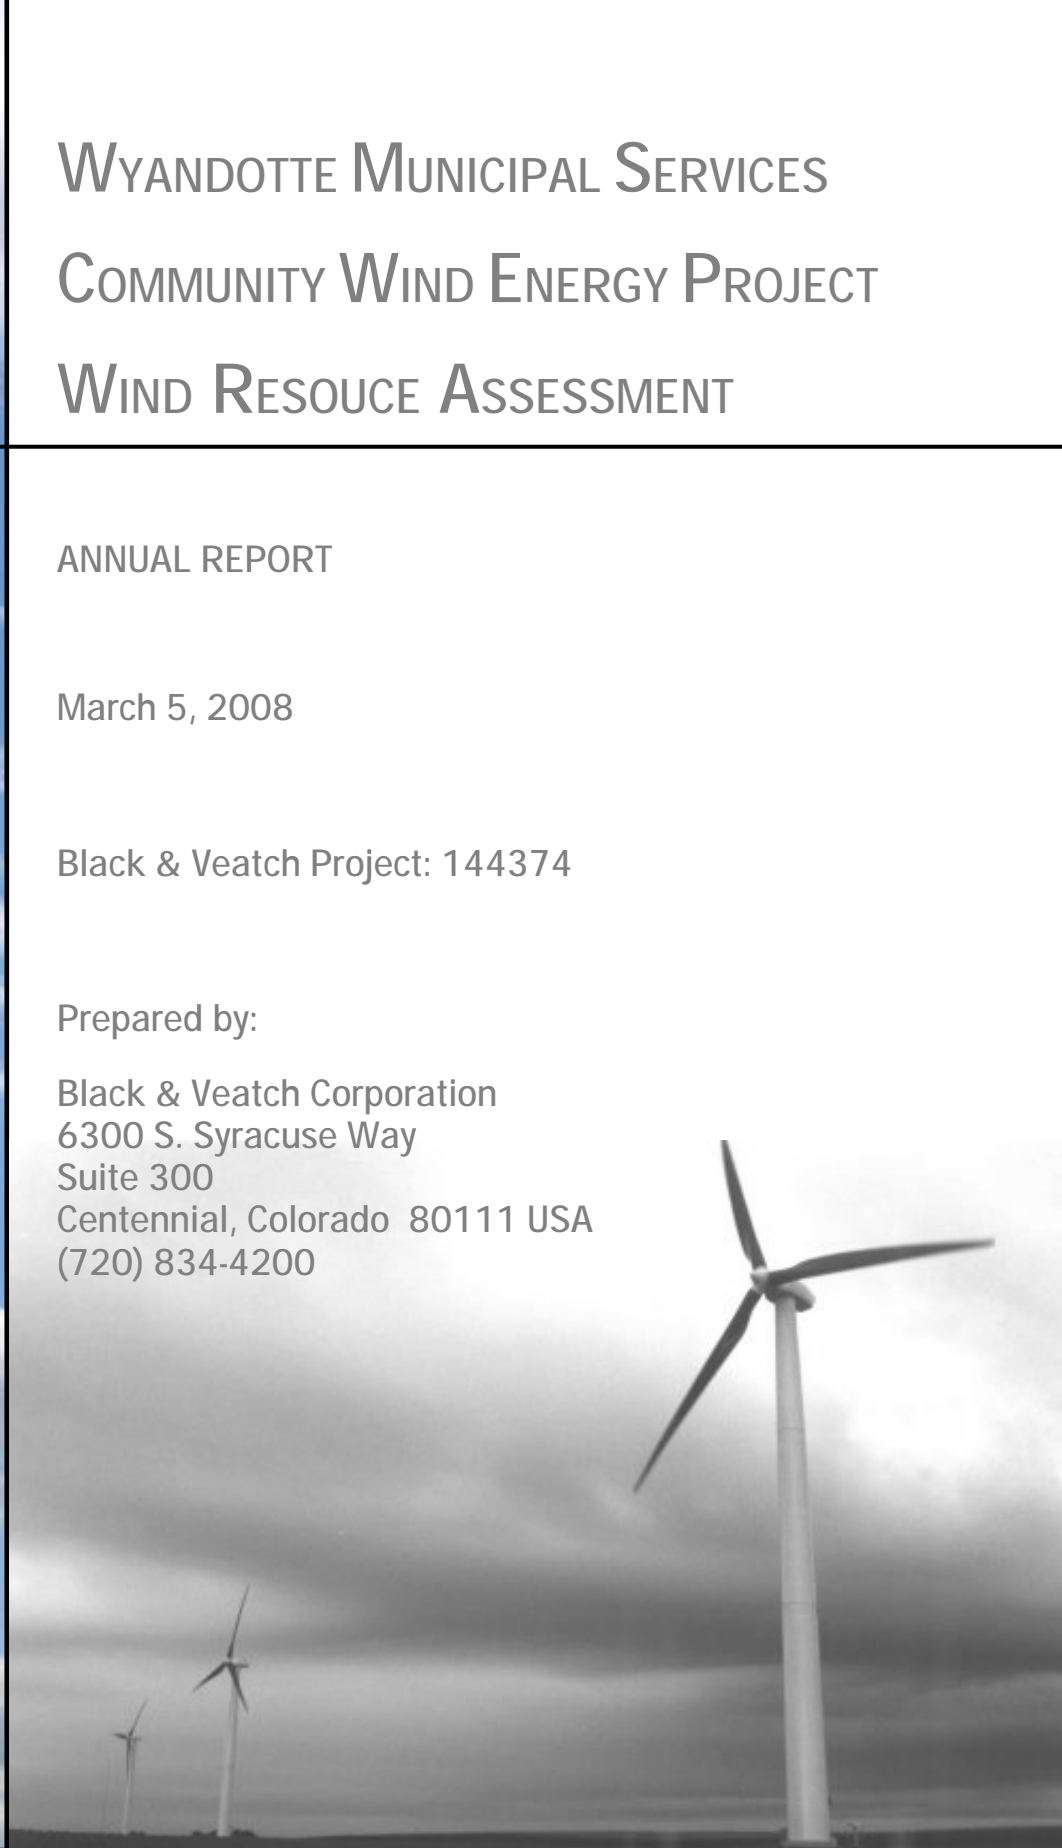 WYANDOTTE MUNICIPAL SERVICES
COMMUNITY WIND ENERGY PROJECT
WIND RESOUCE ASSESSMENT
ANNUAL REPORT
March 5, 2008
Black & Veatch Project: 144374
Prepared by:
Black & Veatch Corporation
6300 S. Syracuse Way
Suite 300
Centennial, Colorado 80111 USA
(720) 834-4200